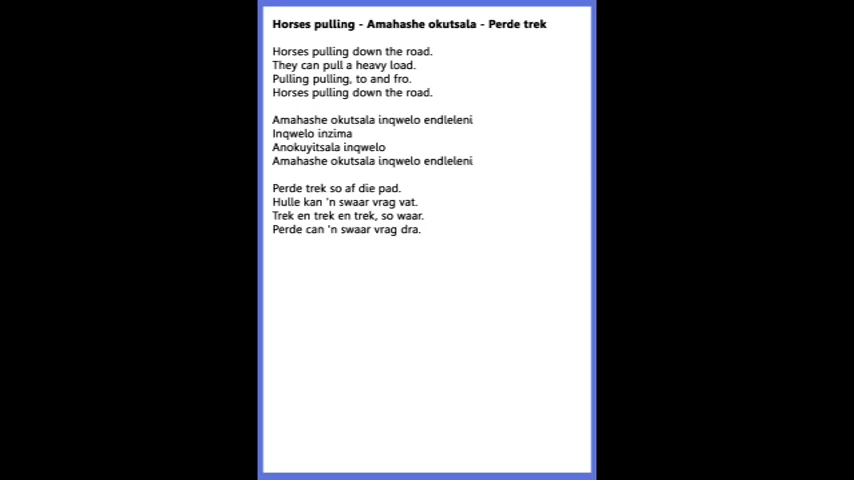 Horses pulling - Amahashe okutsala - Perde trek
Horses pulling down the road.
They can pull a heavy load.
Pulling pulling, to and fro.
Horses pulling down the road.
Amahashe okutsala inqwelo endleleni
Inqwelo inzima
Anokuyitsala inqwelo
Amahashe okutsala inqwelo endleleni
Perde trek so af die pad.
Hulle kan 'n swaar vrag vat.
Trek en trek en trek, so waar.
Perde can 'n swaar vrag dra.